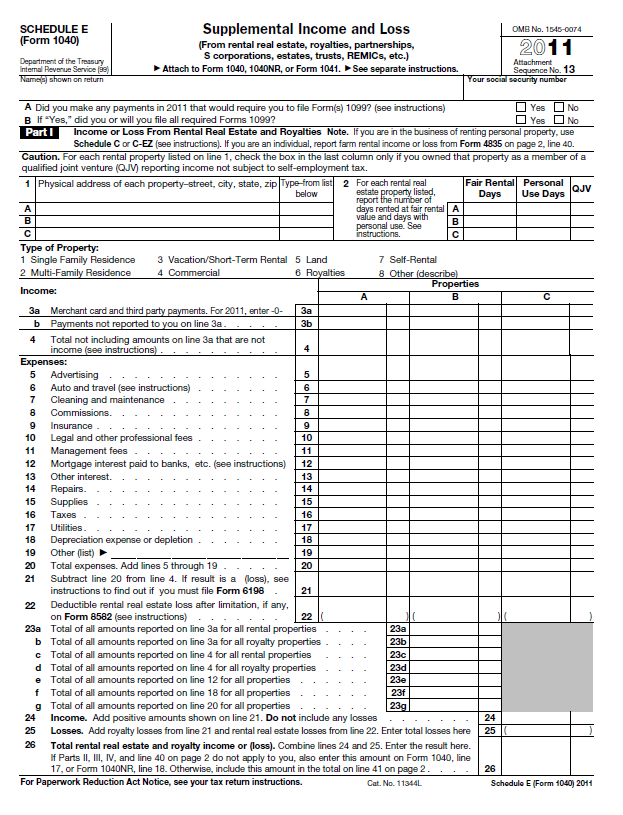 SCHEDULE E
(Form 1040)
Department of the Treasury
Internal Revenue Service (99)
Supplemental Income and Loss
(From rental real estate, royalties, partnerships,
S corporations, estates, trusts, REMICs, etc.)
▶ Attach to Form 1040, 1040NR, or Form 1041. ▶ See separate instructions.
OMB No. 1545-0074
2011
Attachment
Sequence No. 13
Name(s) shown on return
Your social security number
A Did you make any payments in 2011 that would require you to file Form(s) 1099? (see instructions) Yes No
B If “Yes,” did you or will you file all required Forms 1099? Yes No
Part I Income or Loss From Rental Real Estate and Royalties Note. If you are in the business of renting personal property, use
Schedule C or C-EZ (see instructions). If you are an individual, report farm rental income or loss from Form 4835 on page 2, line 40.
Caution. For each rental property listed on line 1, check the box in the last column only if you owned that property as a member of a
qualified joint venture (QJV) reporting income not subject to self-employment tax.
1 Physical address of each property–street, city, state, zip
Type–from list
below
2 For each rental real
estate property listed,
report the number of
days rented at fair rental
value and days with
personal use. See
instructions.
Fair Rental
Days
Personal
Use Days
QJV
A A
B B
C C
Type of Property:
1 Single Family Residence 3 Vacation/Short-Term Rental 5 Land 7 Self-Rental
2 Multi-Family Residence 4 Commercial 6 Royalties 8 Other (describe)
Income:
Properties
A B C
3a Merchant card and third party payments. For 2011, enter -0- 3a
b Payments not reported to you on line 3a . . . . . 3b
4 Total not including amounts on line 3a that are not
income (see instructions) . . . . . . . . . . 4
Expenses:
5 Advertising . . . . . . . . . . . . . 5
6 Auto and travel (see instructions) . . . . . . . 6
7 Cleaning and maintenance . . . . . . . . . 7
8 Commissions. . . . . . . . . . . . . 8
9 Insurance . . . . . . . . . . . . . . 9
10 Legal and other professional fees . . . . . . . 10
11 Management fees . . . . . . . . . . . 11
12 Mortgage interest paid to banks, etc. (see instructions) 12
13 Other interest. . . . . . . . . . . . . 13
14 Repairs. . . . . . . . . . . . . . . 14
15 Supplies . . . . . . . . . . . . . . 15
16 Taxes . . . . . . . . . . . . . . . 16
17 Utilities. . . . . . . . . . . . . . . 17
18 Depreciation expense or depletion . . . . . . . 18
19 Other (list) ▶ 19
20 Total expenses. Add lines 5 through 19 . . . . . 20
21 Subtract line 20 from line 4. If result is a (loss), see
instructions to find out if you must file Form 6198 . 21
22 Deductible rental real estate loss after limitation, if any,
on Form 8582 (see instructions) . . . . . . . 22 ( ) ( ) ( )
23a Total of all amounts reported on line 3a for all rental properties . . . . 23a
b Total of all amounts reported on line 3a for all royalty properties . . . . 23b
c Total of all amounts reported on line 4 for all rental properties . . . . 23c
d Total of all amounts reported on line 4 for all royalty properties . . . . 23d
e Total of all amounts reported on line 12 for all properties . . . . . . 23e
f Total of all amounts reported on line 18 for all properties . . . . . . 23f
g Total of all amounts reported on line 20 for all properties . . . . . . 23g
24 Income. Add positive amounts shown on line 21. Do not include any losses . . . . . . . 24
25 Losses. Add royalty losses from line 21 and rental real estate losses from line 22. Enter total losses here 25 ( )
26 Total rental real estate and royalty income or (loss). Combine lines 24 and 25. Enter the result here.
If Parts II, III, IV, and line 40 on page 2 do not apply to you, also enter this amount on Form 1040, line
17, or Form 1040NR, line 18. Otherwise, include this amount in the total on line 41 on page 2 . . . . 26
For Paperwork Reduction Act Notice, see your tax return instructions. Cat. No. 11344L Schedule E (Form 1040) 2011